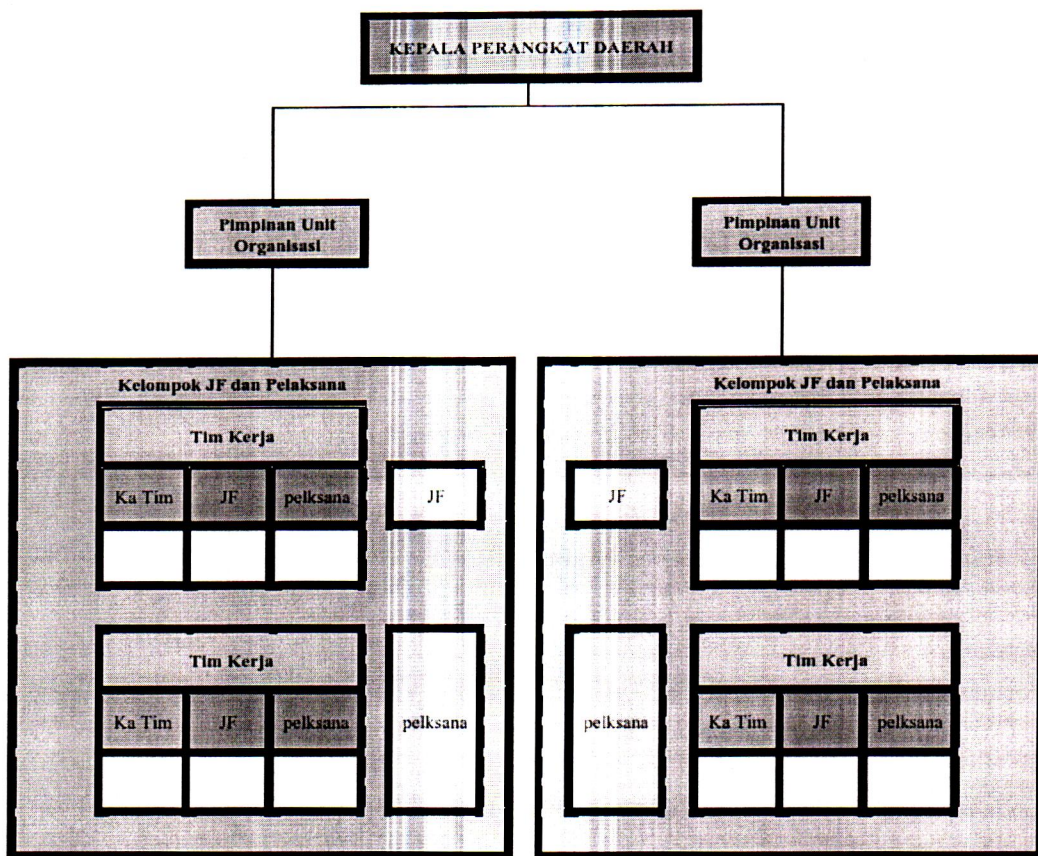 KEPALA PERANGKAT DAERAH
Pimpinan Unit
Organisasi
Pimpinan Unit
Organisasi
Kelompok JF dan Pelaksana
Tim Kerja
Ka Tim JF pelksana
JF
Tim Kerja
Ka Tim JF pelksana
pelksana
Kelompok JF dan Pelaksana
Tim Kerja
JF
Ka Tim JF pelksana
Tim Kerja
pelksana
Ka Tim JF pelksana